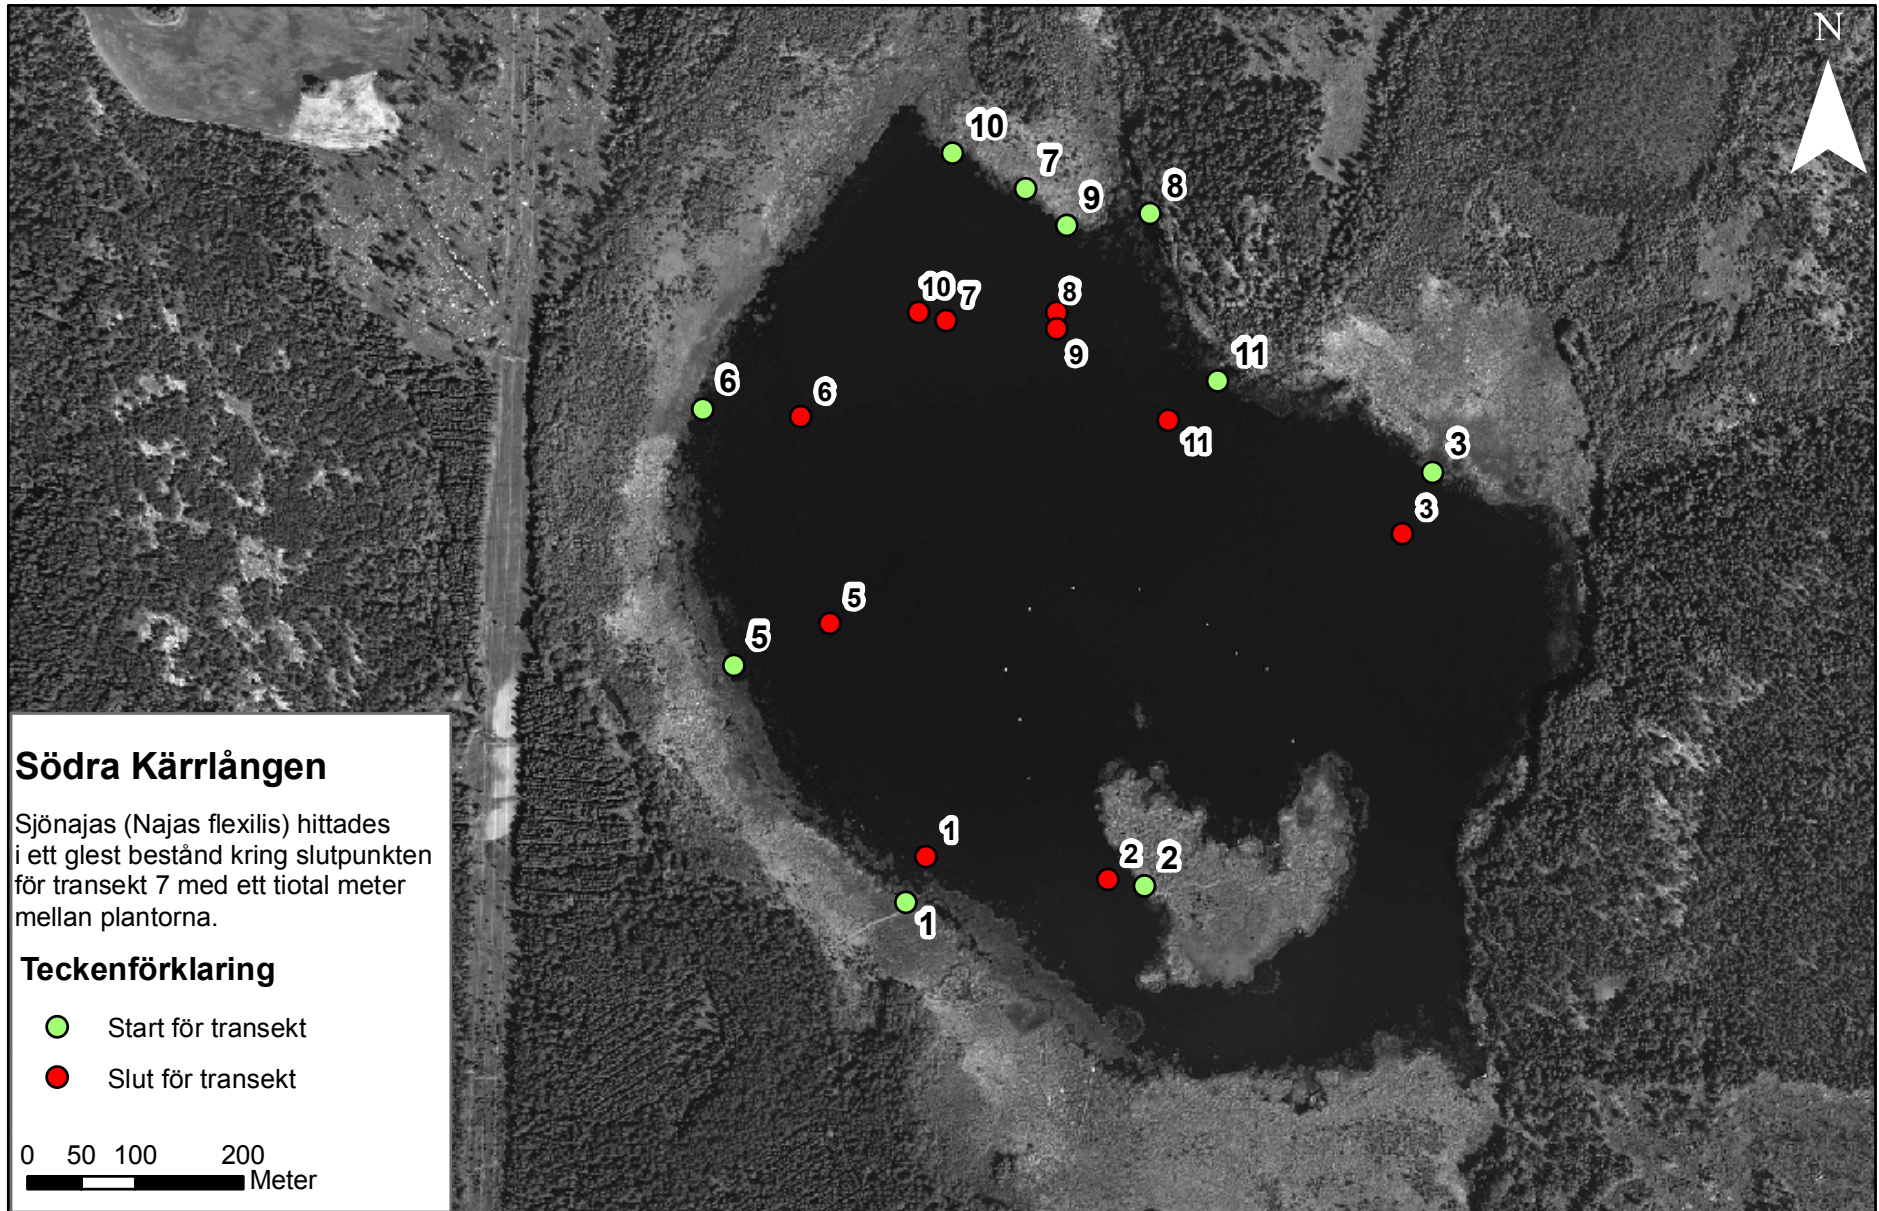 N
10
7
8
9
10
7
8
9
11
6
6
11
3
3
5
5
1
2
2
1
Södra Kärrlången
Sjönajas (Najas flexilis) hittades
i ett glest bestånd kring slutpunkten
för transekt 7 med ett tiotal meter
mellan plantorna.
Teckenförklaring
Start för transekt
Slut för transekt
0 50 100 200
Meter